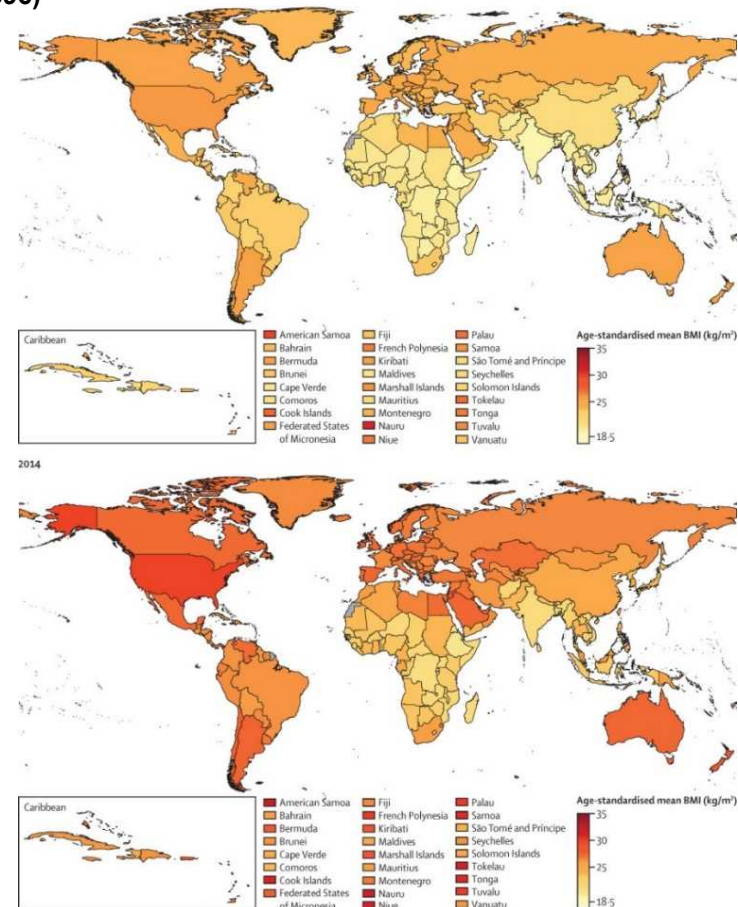 Caribbean
American Samoa
Bahrain
Bermuda
Brunei
Cape Verde
Comoros
Cook Islands
Federated States
of Micronesia
Fiji
French Polynesia
Kiribati
Maldives
Marshall Islands
Mauritius
Montenegro
Nauru
Niue
Palau
Samoa
São Tomé and Príncipe
Seychelles
Solomon Islands
Tokelau
Tonga
Tuvalu
Vanuatu
Age-standardised mean BMI (kg/m²)
35
30
25
18·5
2014
Caribbean
American Samoa
Bahrain
Bermuda
Brunei
Cape Verde
Comoros
Cook Islands
Federated States
of Micronesia
Fiji
French Polynesia
Kiribati
Maldives
Marshall Islands
Mauritius
Montenegro
Nauru
Niue
Palau
Samoa
São Tomé and Príncipe
Seychelles
Solomon Islands
Tokelau
Tonga
Tuvalu
Vanuatu
Age-standardised mean BMI (kg/m²)
35
30
25
18·5